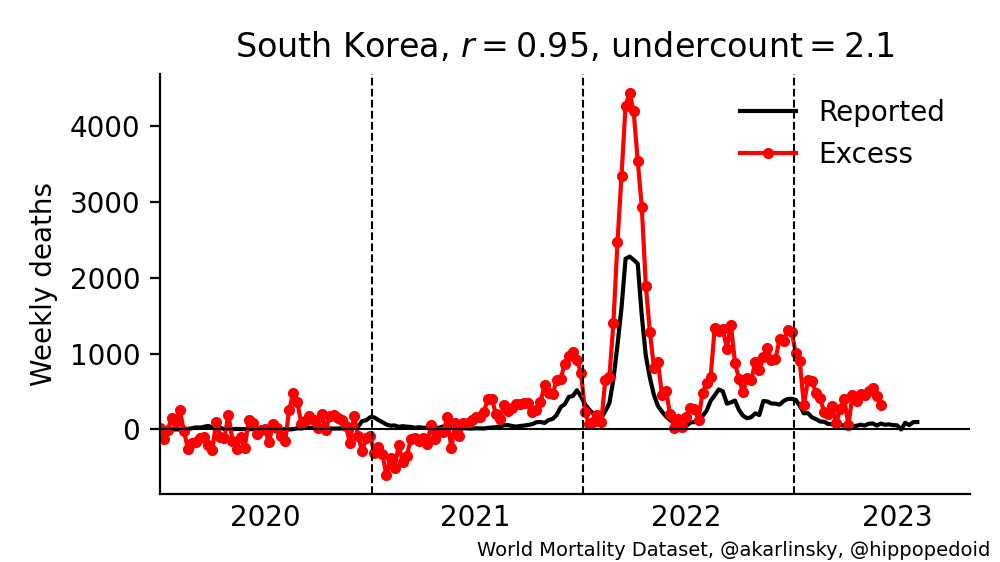 South Korea, r = 0.95, undercount = 2.1
Reported
Excess
Weekly deaths
4000
3000
2000
1000
0
2020 2021 2022 2023
World Mortality Dataset, @akarlinsky, @hippopedoid